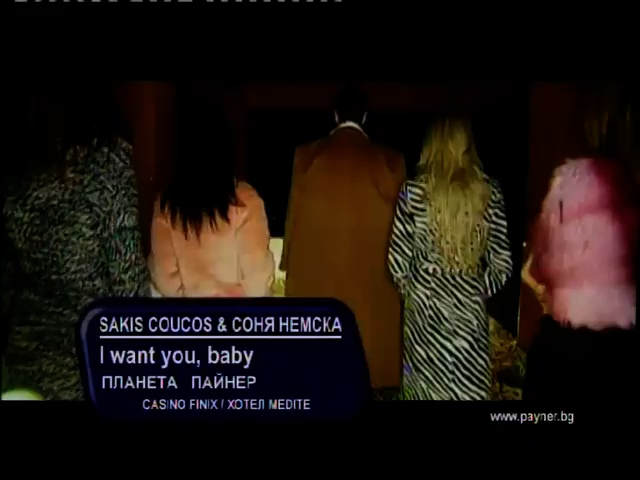 SAKIS COUCOS & СОНЯ НЕМСКА
I want you, baby
ПЛАНЕТА ПАЙНЕР
CASINO FINIX / ХОТЕЛ MEDITE
www.payner.bg